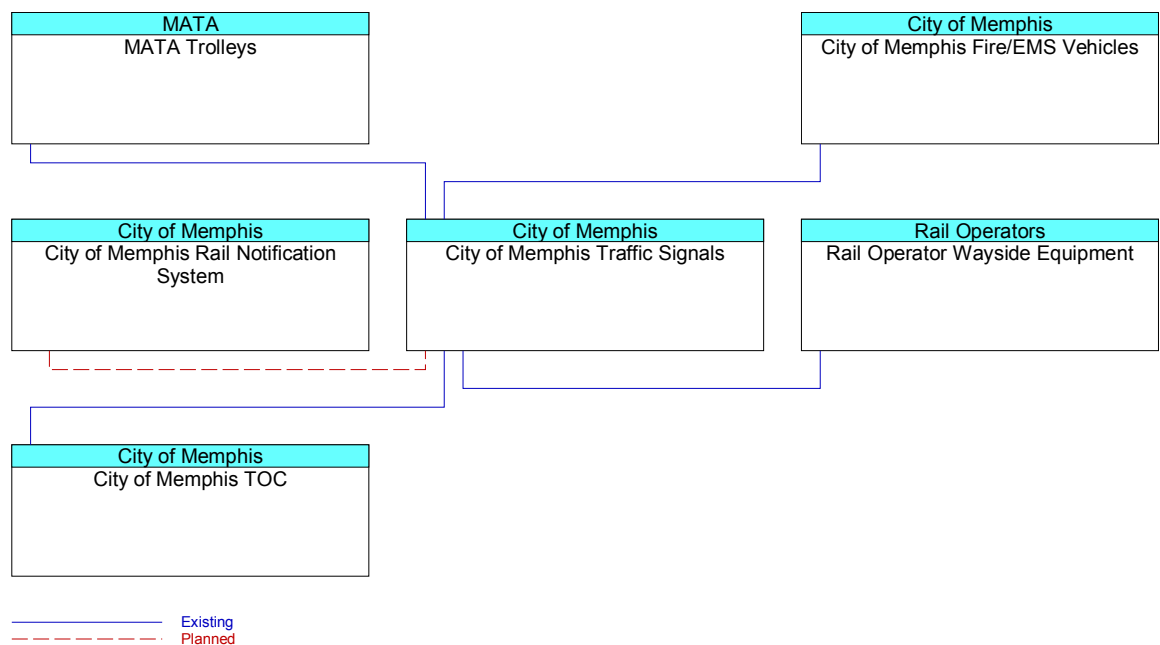 MATA
MATA Trolleys
City of Memphis
City of Memphis Fire/EMS Vehicles
City of Memphis
City of Memphis Rail Notification
System
City of Memphis
City of Memphis Traffic Signals
Rail Operators
Rail Operator Wayside Equipment
City of Memphis
City of Memphis TOC
Existing
Planned